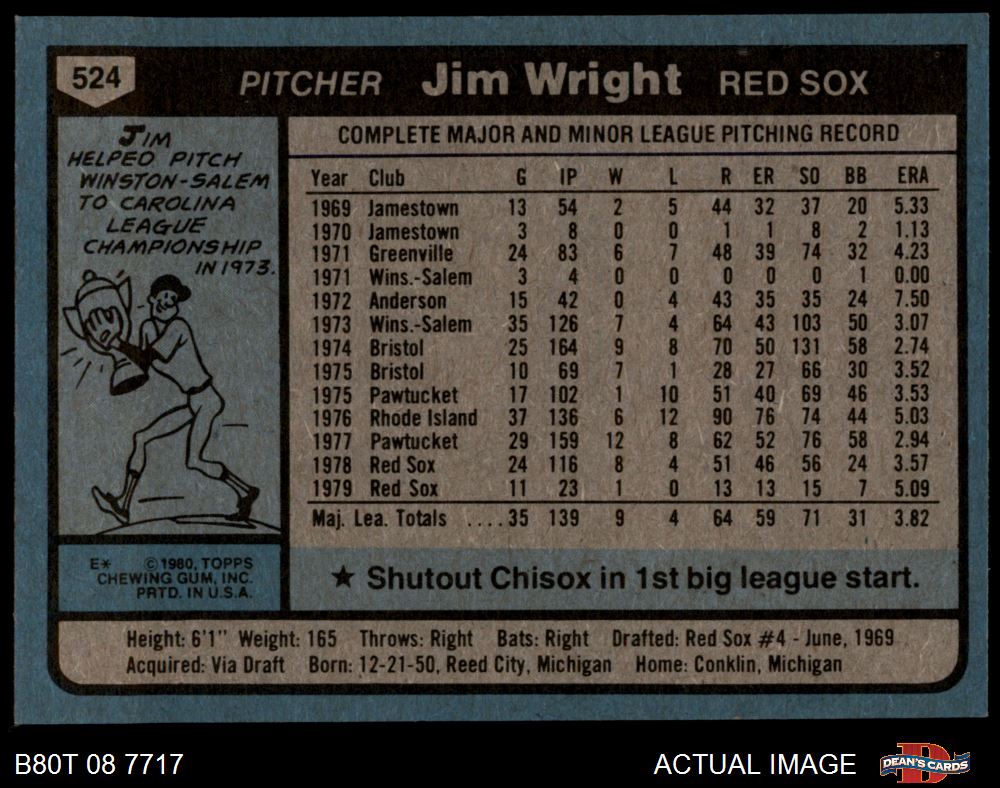 524
PITCHER Jim Wright RED SOX
JIM
HELPED PITCH
WINSTON-SALEM
TO CAROLINA
LEAGUE
CHAMPIONSHIP
IN 1973.
E* ©1980, TOPPS
CHEWING GUM, INC.
PRTD. IN U.S.A.
COMPLETE MAJOR AND MINOR LEAGUE PITCHING RECORD
Year Club G IP W L R ER SO BB ERA
1969 Jamestown 13 54 2 5 44 32 37 20 5.33
1970 Jamestown 3 8 0 0 1 1 8 2 1.13
1971 Greenville 24 83 6 7 48 39 74 32 4.23
1971 Wins.-Salem 3 4 0 0 0 0 0 1 0.00
1972 Anderson 15 42 0 4 43 35 35 24 7.50
1973 Wins.-Salem 35 126 7 4 64 43 103 50 3.07
1974 Bristol 25 164 9 8 70 50 131 58 2.74
1975 Bristol 10 69 7 1 28 27 66 30 3.52
1975 Pawtucket 17 102 1 10 51 40 69 46 3.53
1976 Rhode Island 37 136 6 12 90 76 74 44 5.03
1977 Pawtucket 29 159 12 8 62 52 76 58 2.94
1978 Red Sox 24 116 8 4 51 46 56 24 3.57
1979 Red Sox 11 23 1 0 13 13 15 7 5.09
Maj. Lea. Totals ....35 139 9 4 64 59 71 31 3.82
★ Shutout Chisox in 1st big league start.
Height: 6'1" Weight: 165 Throws: Right Bats: Right Drafted: Red Sox #4 - June, 1969
Acquired: Via Draft Born: 12-21-50, Reed City, Michigan Home: Conklin, Michigan
B80T 08 7717 ACTUAL IMAGE
DEAN'S CARDS